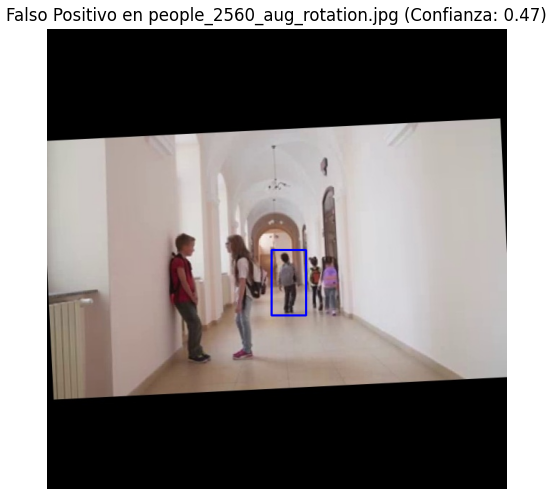 Falso Positivo en people_2560_aug_rotation.jpg (Confianza: 0.47)